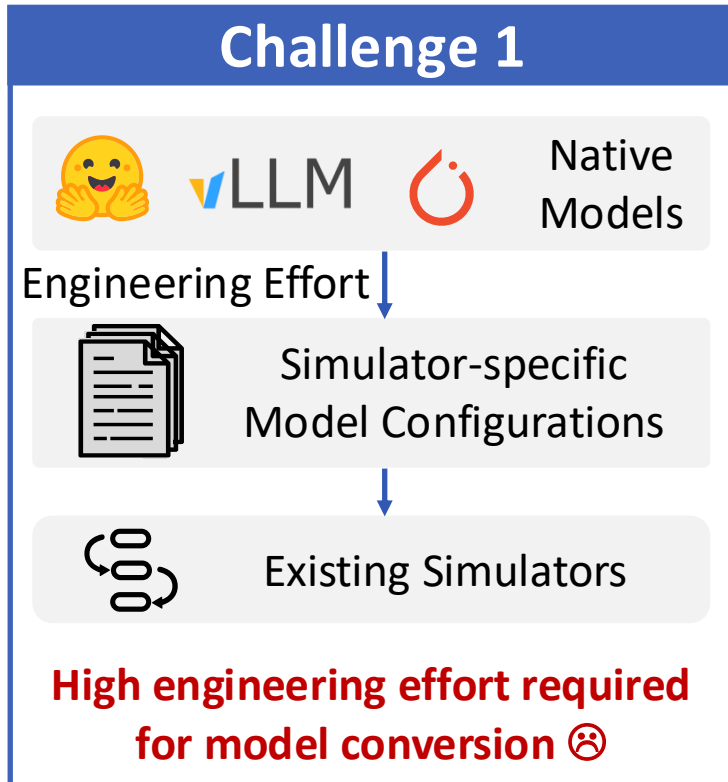 Challenge 1
vLLM
Native
Models
Engineering Effort
Simulator-specific
Model Configurations
Existing Simulators
High engineering effort required
for model conversion ☹